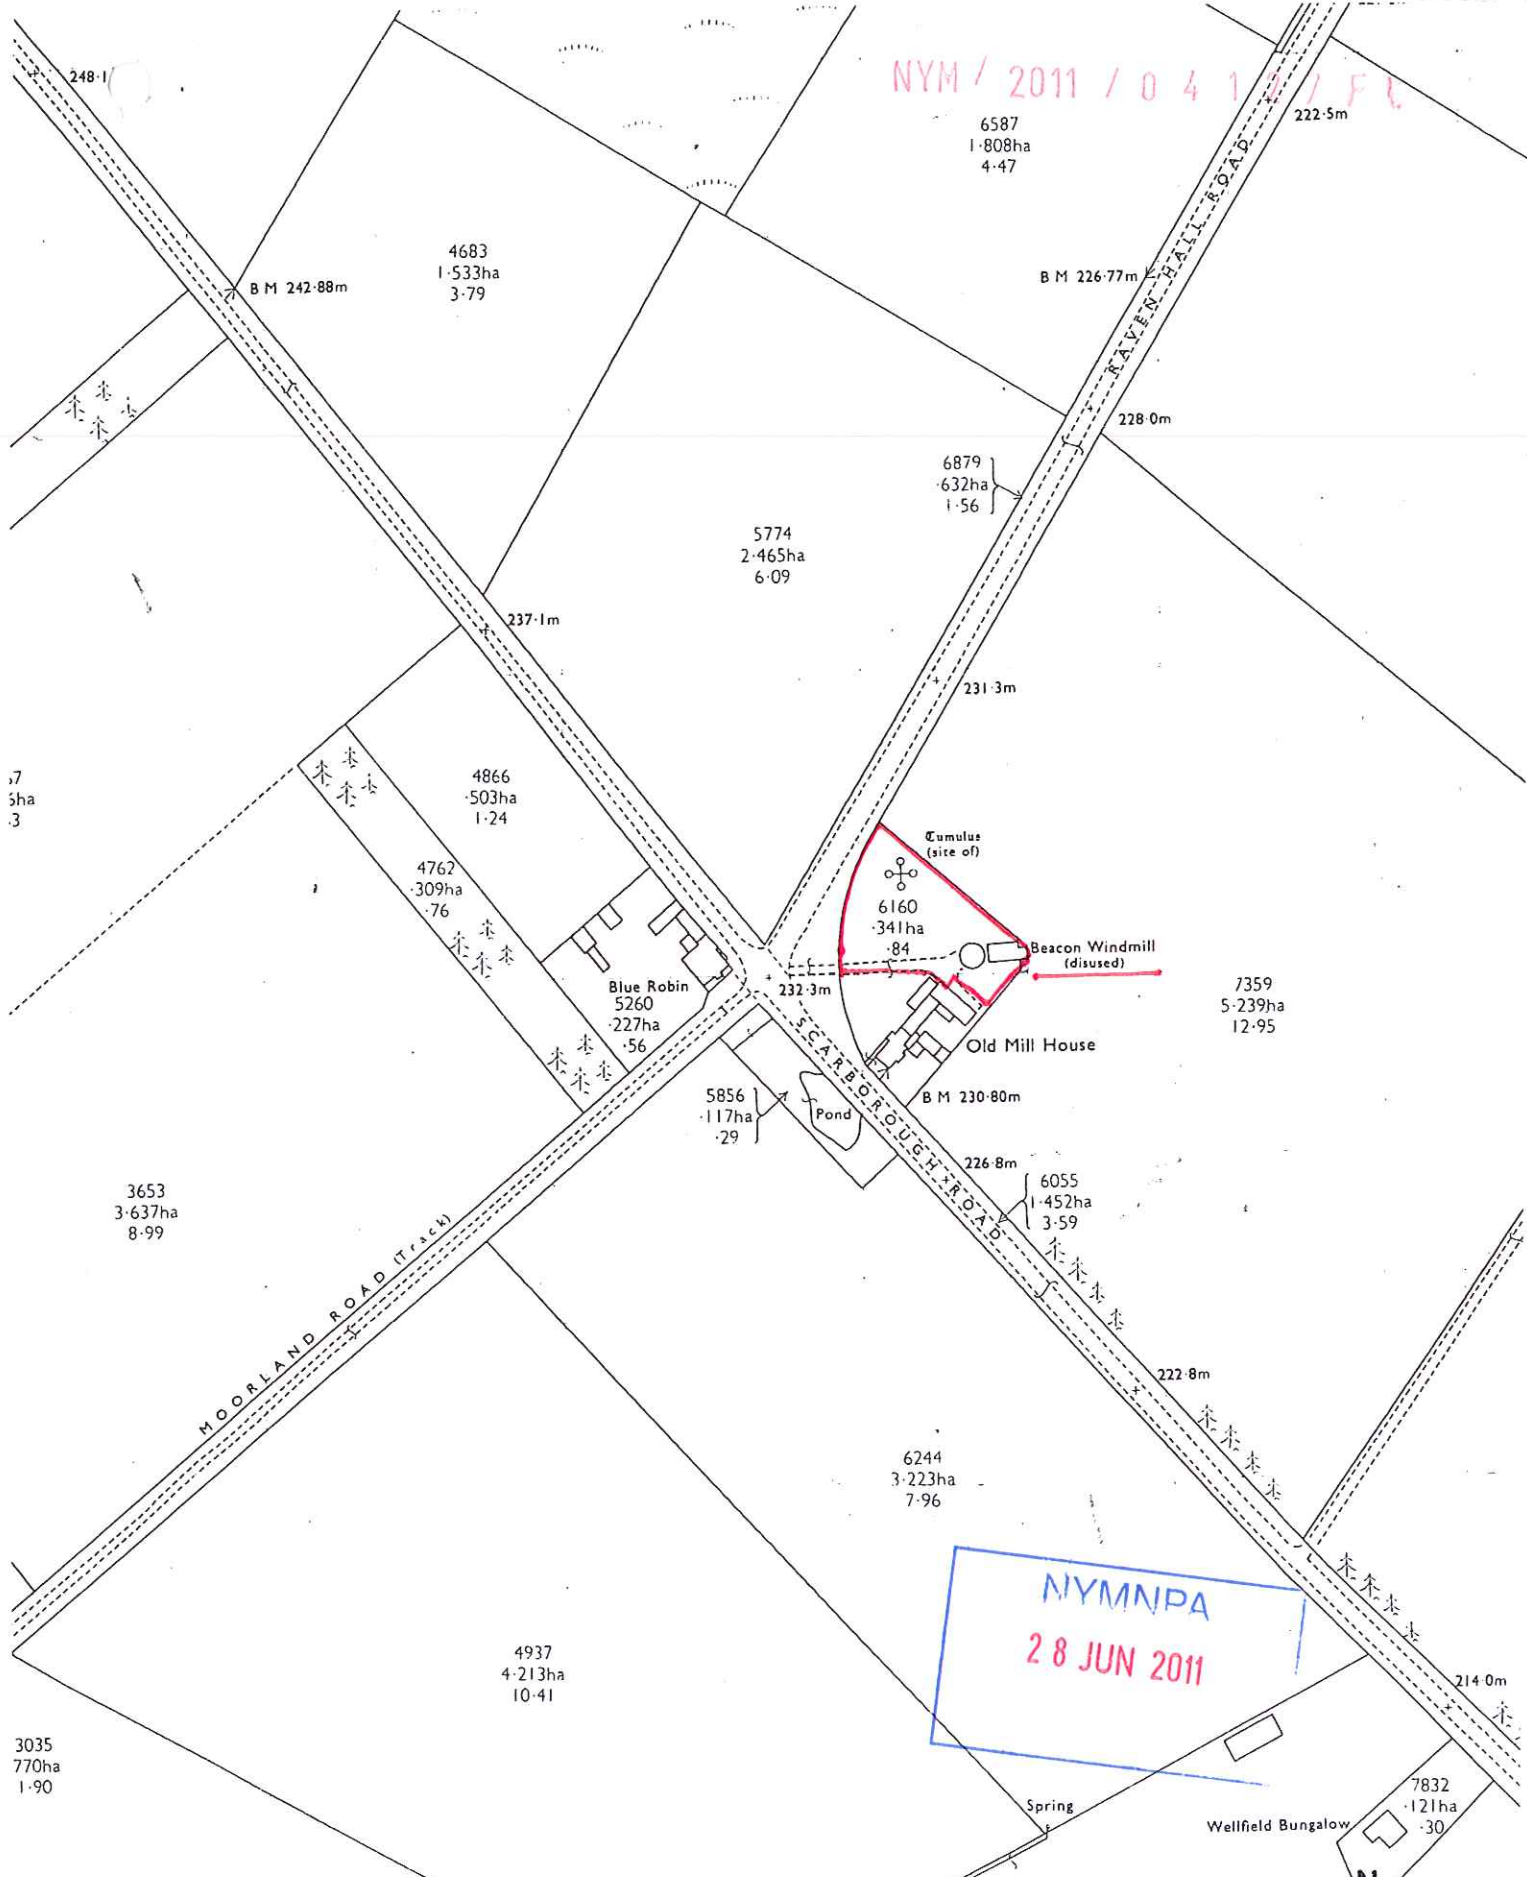 248·1
NYM / 2011 / 0 4 1 2 / F L
6587
1·808ha
4·47
222·5m
4683
1·533ha
3·79
B M 242·88m
B M 226·77m
RAVEN HALL ROAD
228·0m
6879
·632ha
1·56
5774
2·465ha
6·09
237·1m
231·3m
4866
·503ha
1·24
4762
·309ha
·76
Tumulus
(site of)
6160
·341ha
·84
Beacon Windmill
(disused)
Blue Robin
5260
·227ha
·56
232·3m
7359
5·239ha
12·95
Old Mill House
SCARBOROUGH ROAD
B M 230·80m
5856
·117ha
·29
Pond
226·8m
6055
1·452ha
3·59
3653
3·637ha
8·99
MOORLAND ROAD (Track)
222·8m
6244
3·223ha
7·96
NYMNPA
28 JUN 2011
4937
4·213ha
10·41
214·0m
3035
770ha
1·90
Spring
Wellfield Bungalow
7832
·121ha
·30